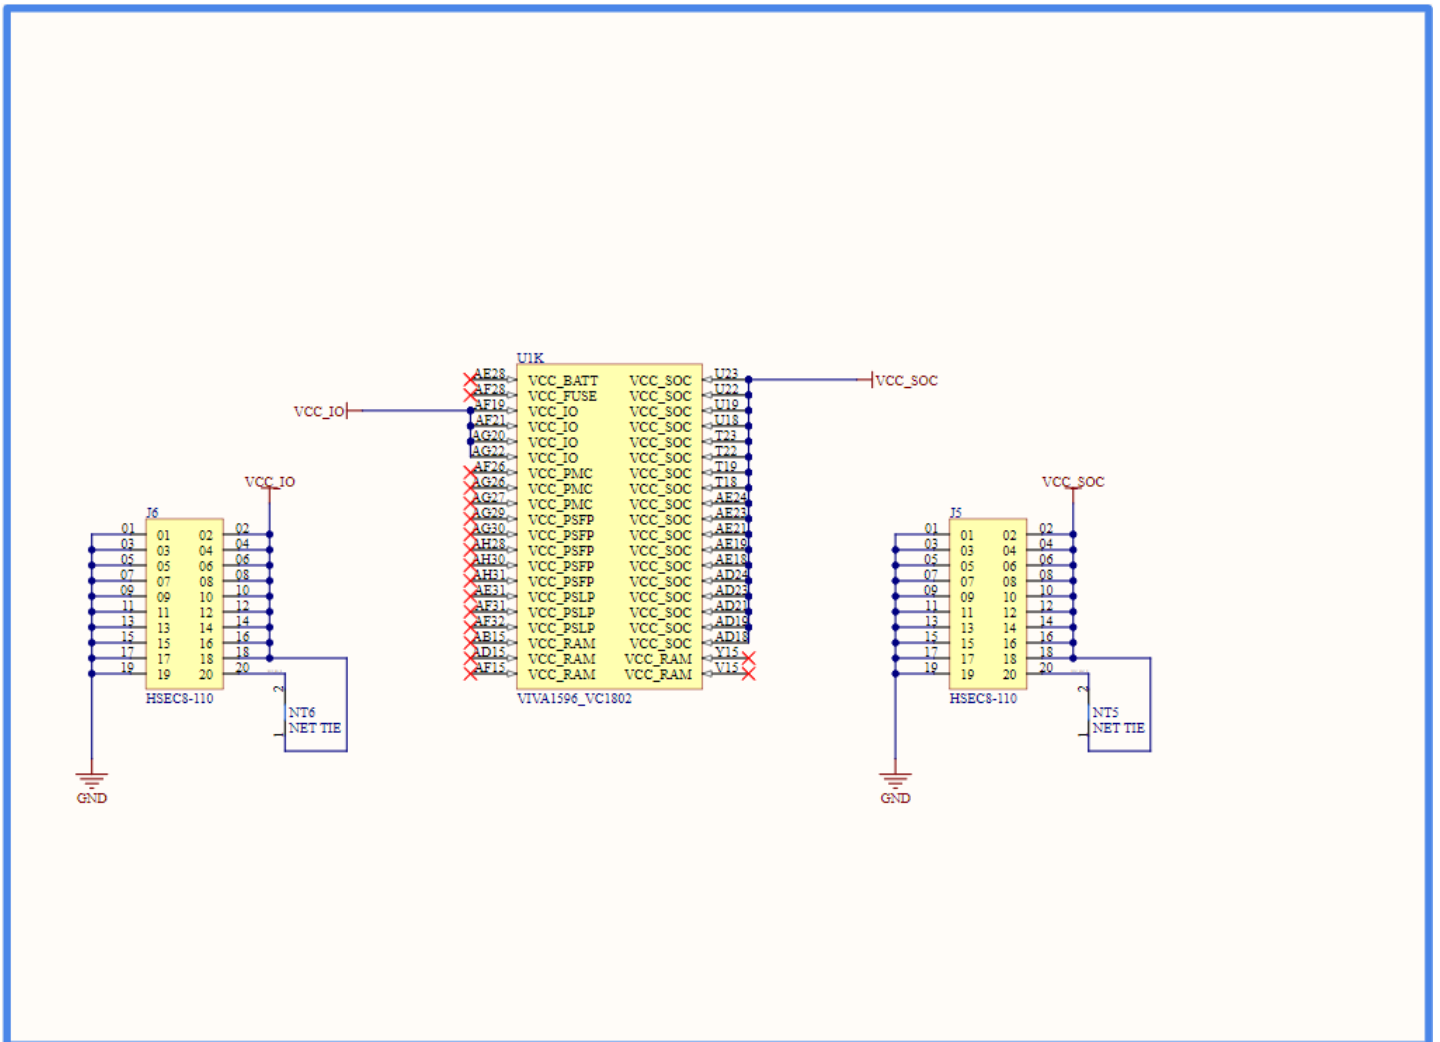 U1K
AE28 VCC_BATT VCC_SOC U23
AF28 VCC_FUSE VCC_SOC U22
AF19 VCC_IO VCC_SOC U19
AF21 VCC_IO VCC_SOC U18
AG20 VCC_IO VCC_SOC T23
AG22 VCC_IO VCC_SOC T22
AF26 VCC_PMC VCC_SOC T19
AG26 VCC_PMC VCC_SOC T18
AG27 VCC_PMC VCC_SOC AE24
AG29 VCC_PSFP VCC_SOC AE23
AG30 VCC_PSFP VCC_SOC AE21
AH28 VCC_PSFP VCC_SOC AE19
AH30 VCC_PSFP VCC_SOC AE18
AH31 VCC_PSFP VCC_SOC AD24
AE31 VCC_PSLP VCC_SOC AD23
AF31 VCC_PSLP VCC_SOC AD21
AF32 VCC_PSLP VCC_SOC AD19
AB15 VCC_RAM VCC_SOC AD18
AD15 VCC_RAM VCC_RAM Y15
AF15 VCC_RAM VCC_RAM V15
VIVA1596_VC1802
VCC_IO
VCC_SOC
VCC_IO
J6
01 01 02 02
03 03 04 04
05 05 06 06
07 07 08 08
09 09 10 10
11 11 12 12
13 13 14 14
15 15 16 16
17 17 18 18
19 19 20 20
HSEC8-110
2
NT6
NET TIE
1
GND
VCC_SOC
J5
01 01 02 02
03 03 04 04
05 05 06 06
07 07 08 08
09 09 10 10
11 11 12 12
13 13 14 14
15 15 16 16
17 17 18 18
19 19 20 20
HSEC8-110
2
NT5
NET TIE
1
GND